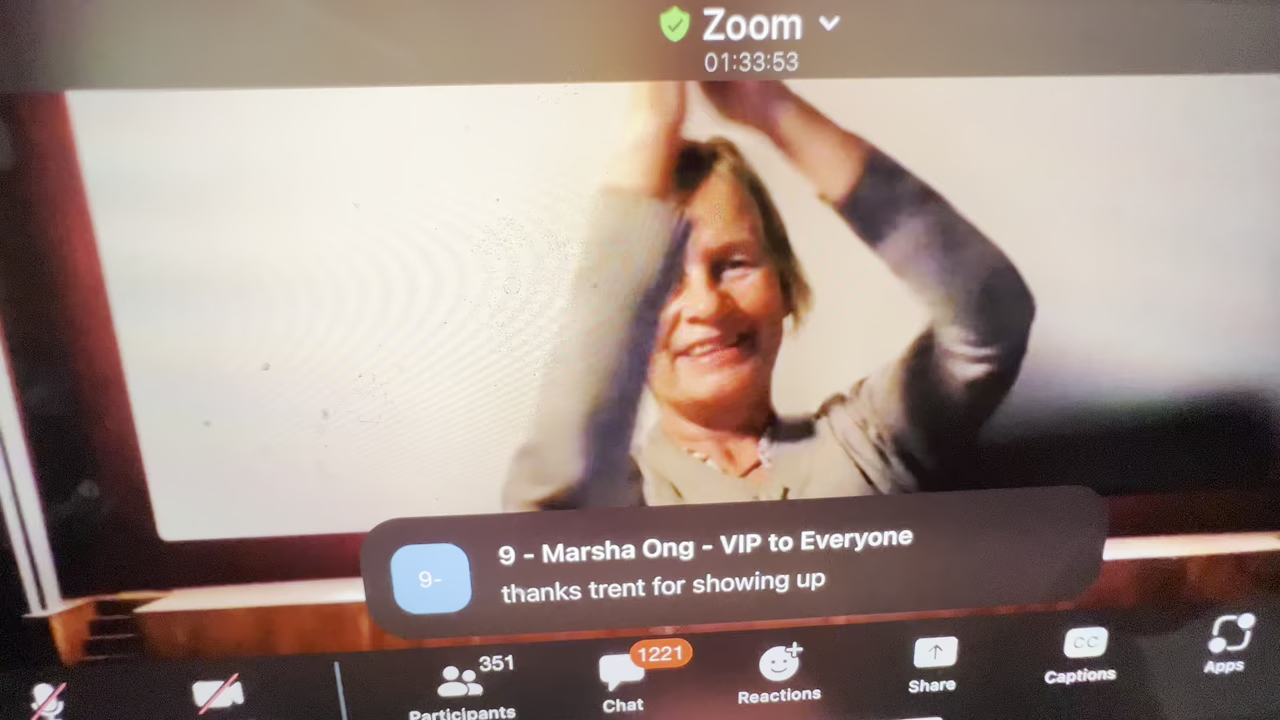 Zoom
01:33:53
9 - Marsha Ong - VIP to Everyone
9-
thanks trent for showing up
351
1221
Participants
Chat
Reactions
Share
CC
Captions
Apps